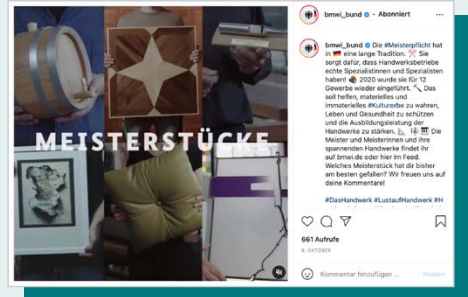 MEISTERSTÜCKE
bmwi_bund • Abonniert
bmwi_bund Die #Meisterpflicht hat
in eine lange Tradition. Sie
sorgt dafür, dass Handwerksbetriebe
echte Spezialistinnen und Spezialisten
haben! 2020 wurde sie für 12
Gewerbe wieder eingeführt. Das
soll helfen, materielles und
immaterielles #Kulturerbe zu wahren,
Leben und Gesundheit zu schützen
und die Ausbildungsleistung der
Handwerke zu stärken. Die
Meister und Meisterinnen und ihre
spannenden Handwerke findet ihr
auf bmwi.de oder hier im Feed.
Welches Meisterstück hat dir bisher
am besten gefallen? Wir freuen uns auf
deine Kommentare!
#DasHandwerk #LustaufHandwerk #H
661 Aufrufe
6. OKTOBER
Kommentar hinzufügen ...
Posten